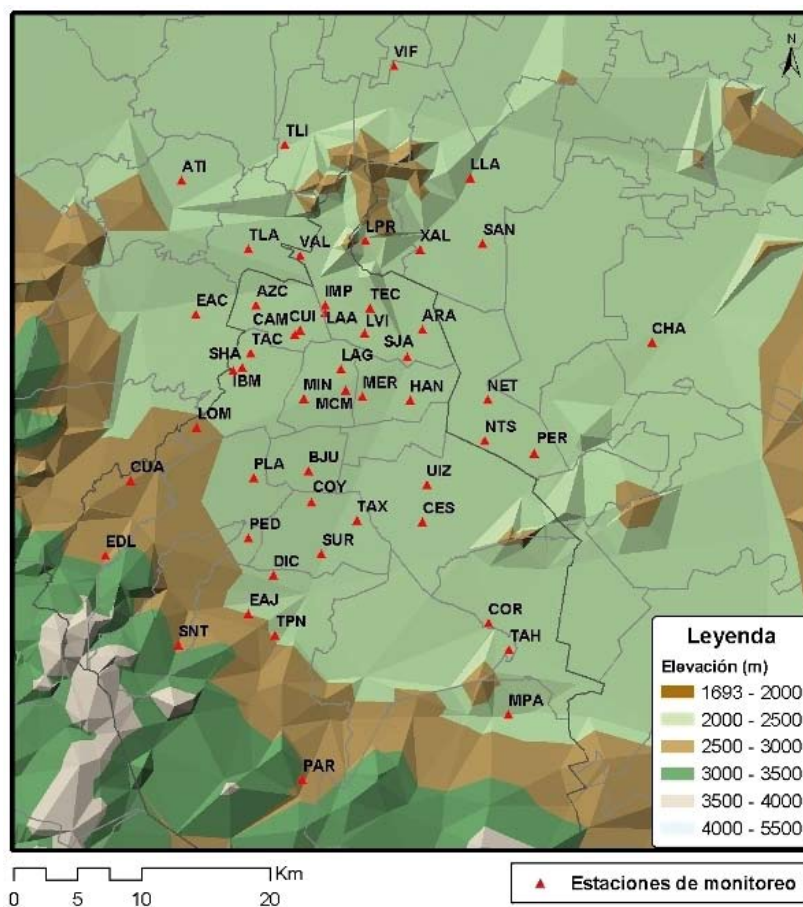 VIF
N
TLI
ATI
LLA
LPR
SAN
TLA
VAL
XAL
EAC
AZC
IMP
TEC
CAM
CUI
LAA
LVI
ARA
CHA
TAC
SJA
SHA
IBM
LAG
MIN
MCM
MER
HAN
NET
LOM
NTS
PER
CUA
PLA
BJU
UIZ
COY
TAX
CES
PED
SUR
EDL
DIC
EAJ
COR
SNT
TPN
TAH
MPA
PAR
Leyenda
Elevación (m)
1693 - 2000
2000 - 2500
2500 - 3000
3000 - 3500
3500 - 4000
4000 - 5500
Km
0 5 10 20
Estaciones de monitoreo